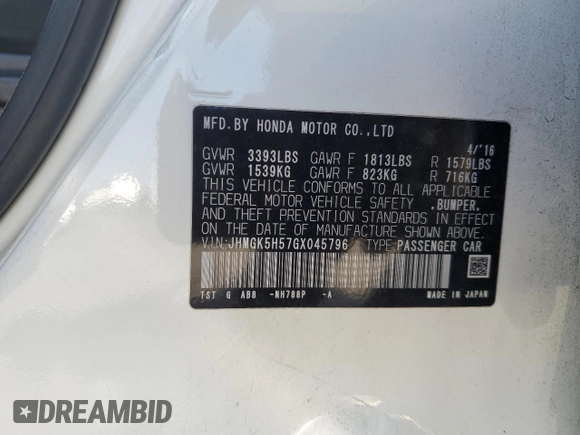 MFD.BY HONDA MOTOR CO.,LTD
4/'16
GVWR 3393LBS GAWR F 1813LBS R 1579LBS
GVWR 1539KG GAWR F 823KG R 716KG
THIS VEHICLE CONFORMS TO ALL APPLICABLE
FEDERAL MOTOR VEHICLE SAFETY ,BUMPER,
AND THEFT PREVENTION STANDARDS IN EFFECT
ON THE DATE OF MANUFACTURE SHOWN ABOVE.
V.I.N:JHMGK5H57GX045796 TYPE:PASSENGER CAR
TST G AB8 -NH788P -A MADE IN JAPAN
DREAMBID